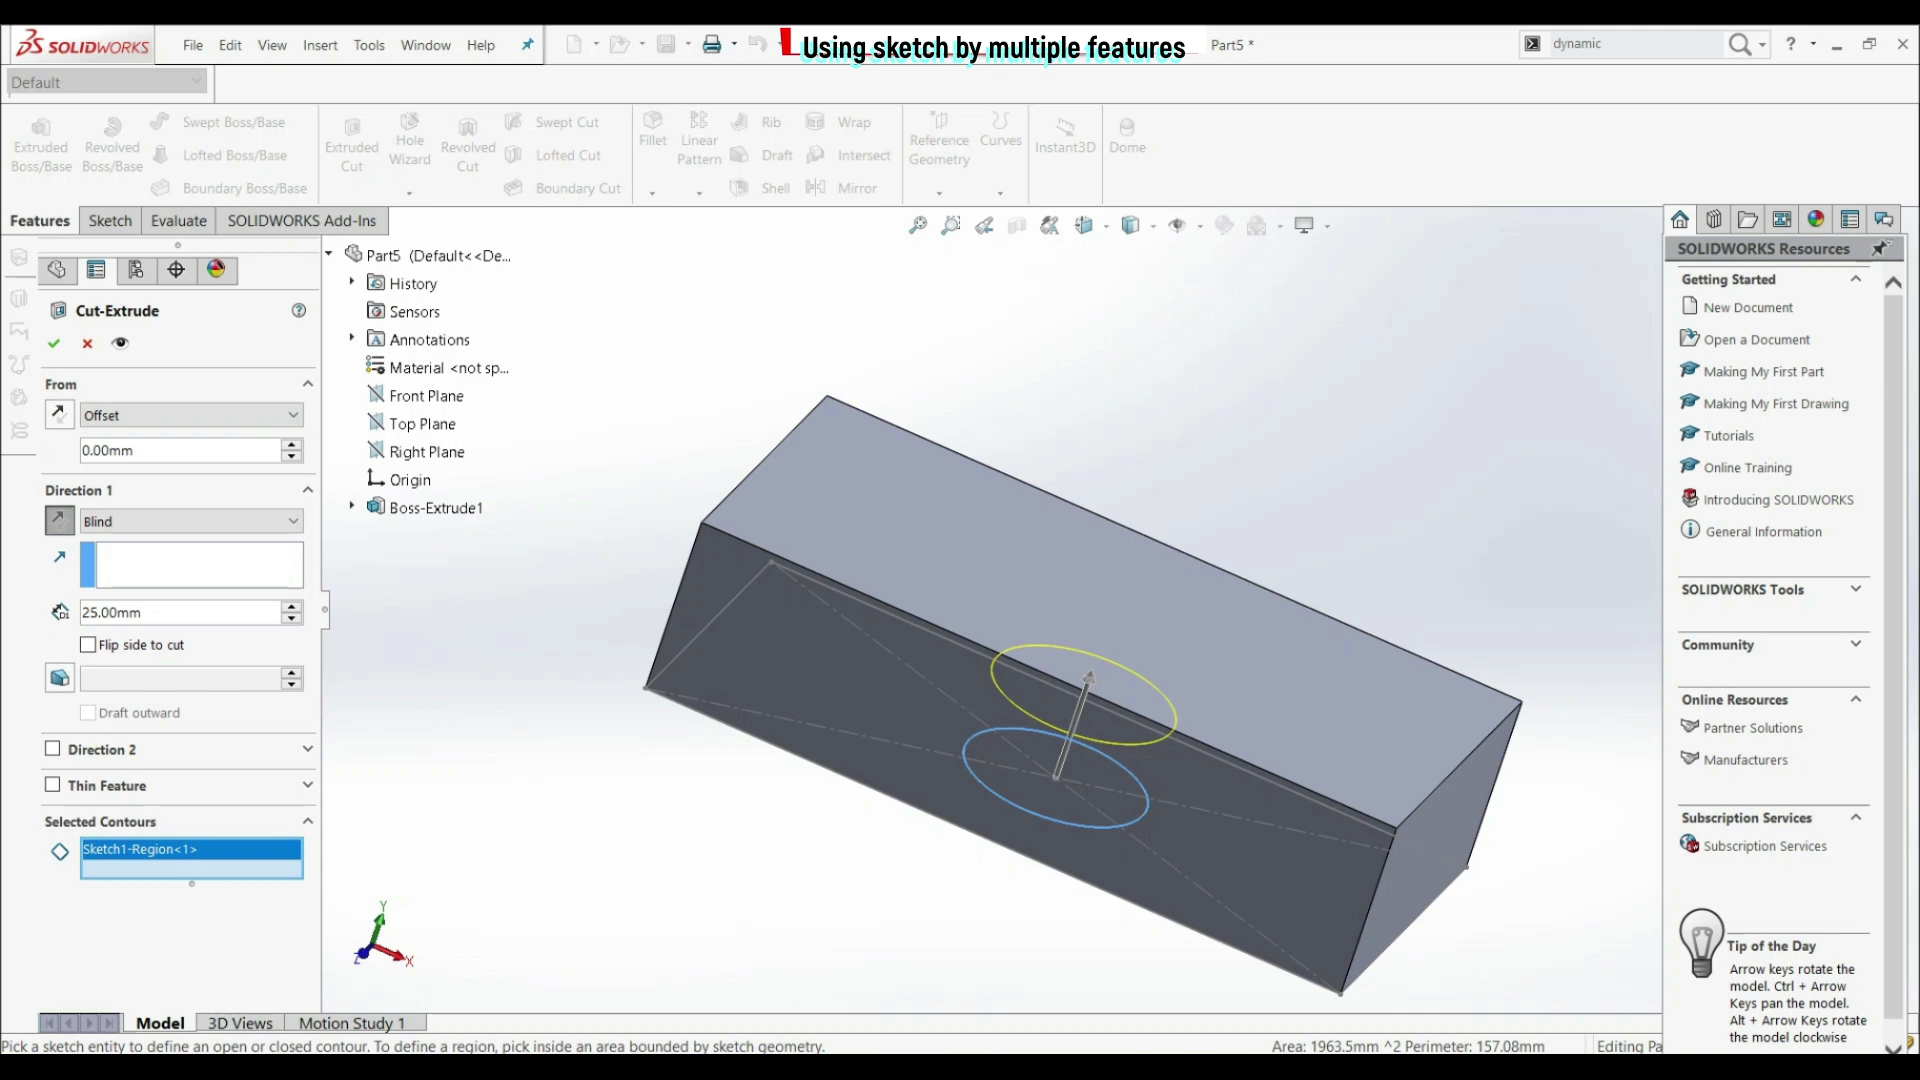 SOLIDWORKS
File
Edit
View
Insert
Tools
Window
Help
Using sketch by multiple features
Part5 *
dynamic
?
Default
Extruded
Boss/Base
Revolved
Boss/Base
Swept Boss/Base
Lofted Boss/Base
Boundary Boss/Base
Extruded
Cut
Hole
Wizard
Revolved
Cut
Swept Cut
Lofted Cut
Boundary Cut
Fillet
Linear
Pattern
Rib
Draft
Shell
Wrap
Intersect
Mirror
Reference
Geometry
Curves
Instant3D
Dome
Features
Sketch
Evaluate
SOLIDWORKS Add-Ins
Cut-Extrude
From
Offset
0.00mm
Direction 1
Blind
25.00mm
Flip side to cut
Draft outward
Direction 2
Thin Feature
Selected Contours
Sketch1-Region<1>
Part5 (Default<<De...
History
Sensors
Annotations
Material <not sp...
Front Plane
Top Plane
Right Plane
Origin
Boss-Extrude1
Y
X
Z
SOLIDWORKS Resources
Getting Started
New Document
Open a Document
Making My First Part
Making My First Drawing
Tutorials
Online Training
Introducing SOLIDWORKS
General Information
SOLIDWORKS Tools
Community
Online Resources
Partner Solutions
Manufacturers
Subscription Services
Subscription Services
Tip of the Day
Arrow keys rotate the
model. Ctrl + Arrow
Keys pan the model.
Alt + Arrow Keys rotate
the model clockwise
Model
3D Views
Motion Study 1
Pick a sketch entity to define an open or closed contour. To define a region, pick inside an area bounded by sketch geometry.
Area: 1963.5mm ^2 Perimeter: 157.08mm
Editing Pa